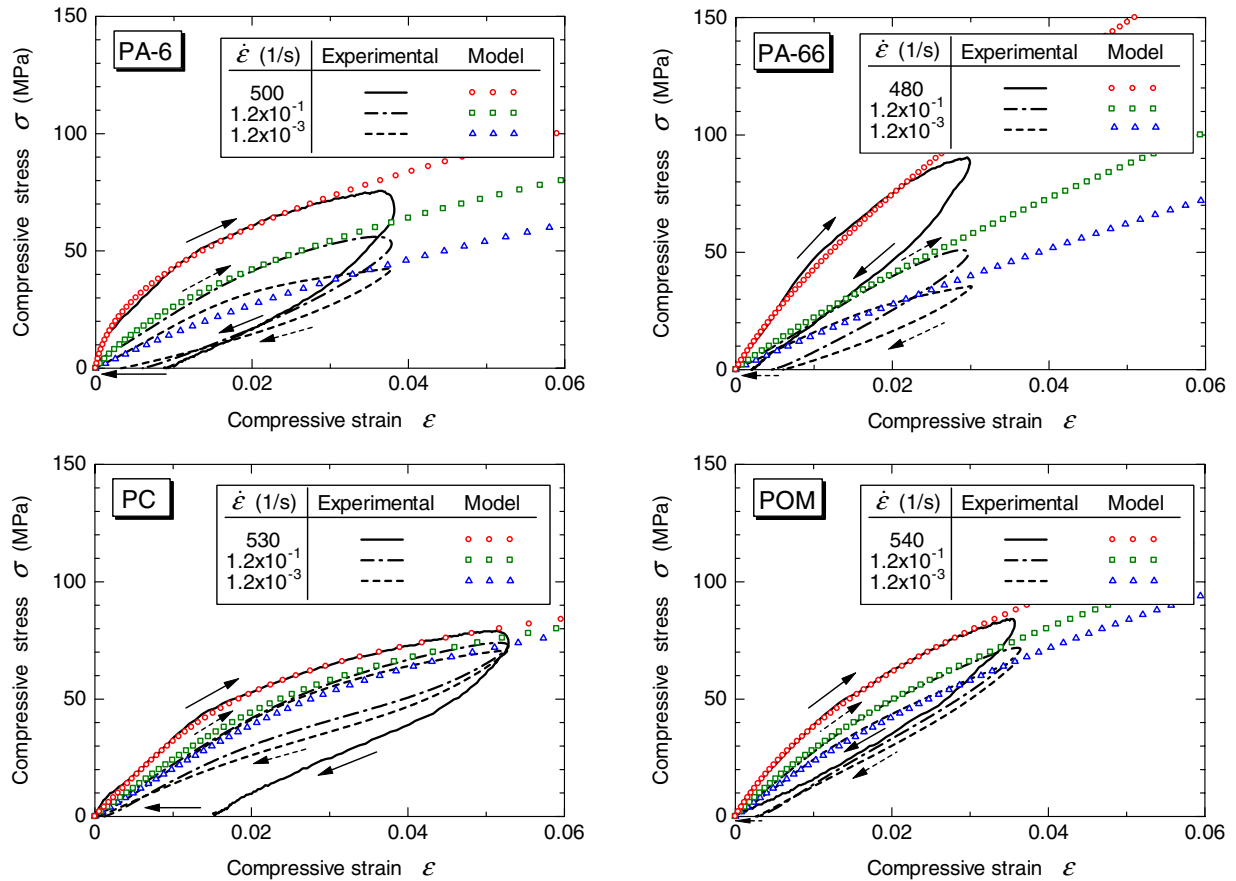 PA-6
ε̇ (1/s) Experimental Model
500
1.2x10⁻¹
1.2x10⁻³
150
100
50
0
0 0.02 0.04 0.06
Compressive stress σ (MPa)
Compressive strain ε
PA-66
ε̇ (1/s) Experimental Model
480
1.2x10⁻¹
1.2x10⁻³
150
100
50
0
0 0.02 0.04 0.06
Compressive stress σ (MPa)
Compressive strain ε
PC
ε̇ (1/s) Experimental Model
530
1.2x10⁻¹
1.2x10⁻³
150
100
50
0
0 0.02 0.04 0.06
Compressive stress σ (MPa)
Compressive strain ε
POM
ε̇ (1/s) Experimental Model
540
1.2x10⁻¹
1.2x10⁻³
150
100
50
0
0 0.02 0.04 0.06
Compressive stress σ (MPa)
Compressive strain ε